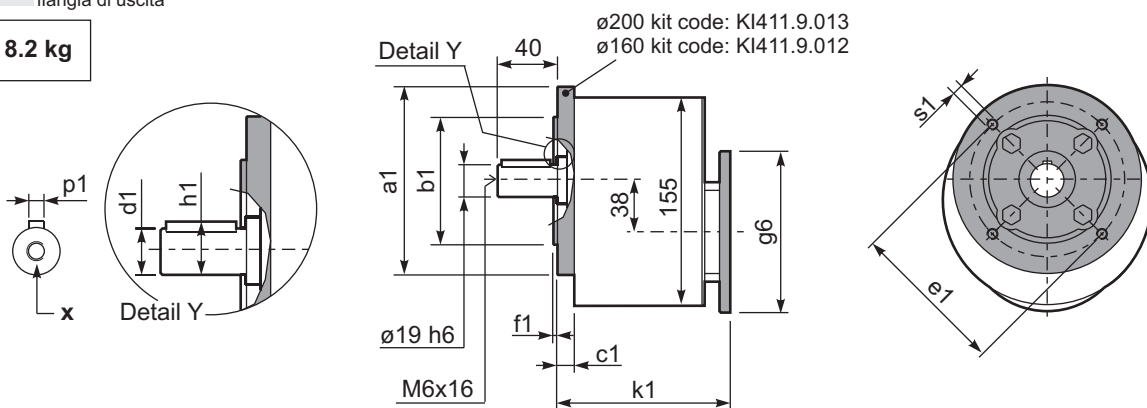 flangia di uscita
8.2 kg
ø200 kit code: KI411.9.013
ø160 kit code: KI411.9.012
Detail Y
40
s1
p1
d1
h1
a1
b1
38
155
g6
e1
x
Detail Y
ø19 h6
f1
c1
M6x16
k1